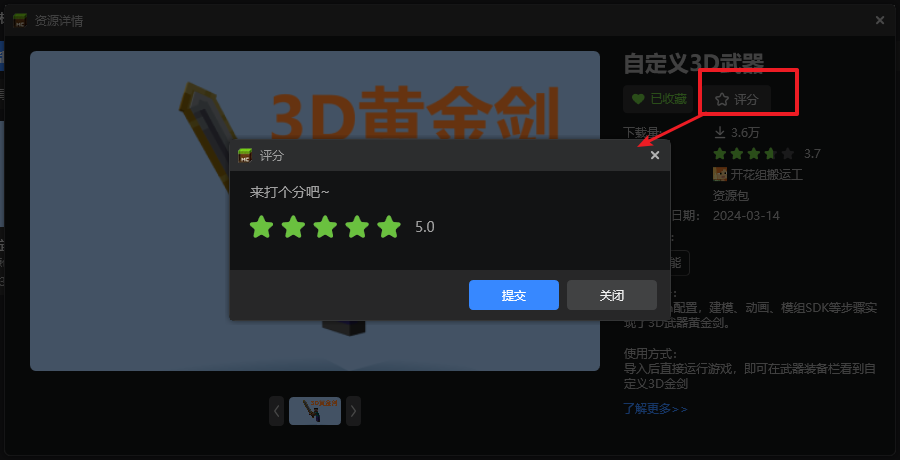 资源详情
自定义3D武器
已收藏
评分
3D黄金剑
下载量:
3.6万
3.7
开花组搬运工
资源包
日期:
2024-03-14
评分
来打个分吧~
5.0
提交
关闭
能
配置，建模、动画、模组SDK等步骤实
现了3D武器黄金剑。
使用方式:
导入后直接运行游戏，即可在武器装备栏看到自
定义3D金剑
了解更多>>